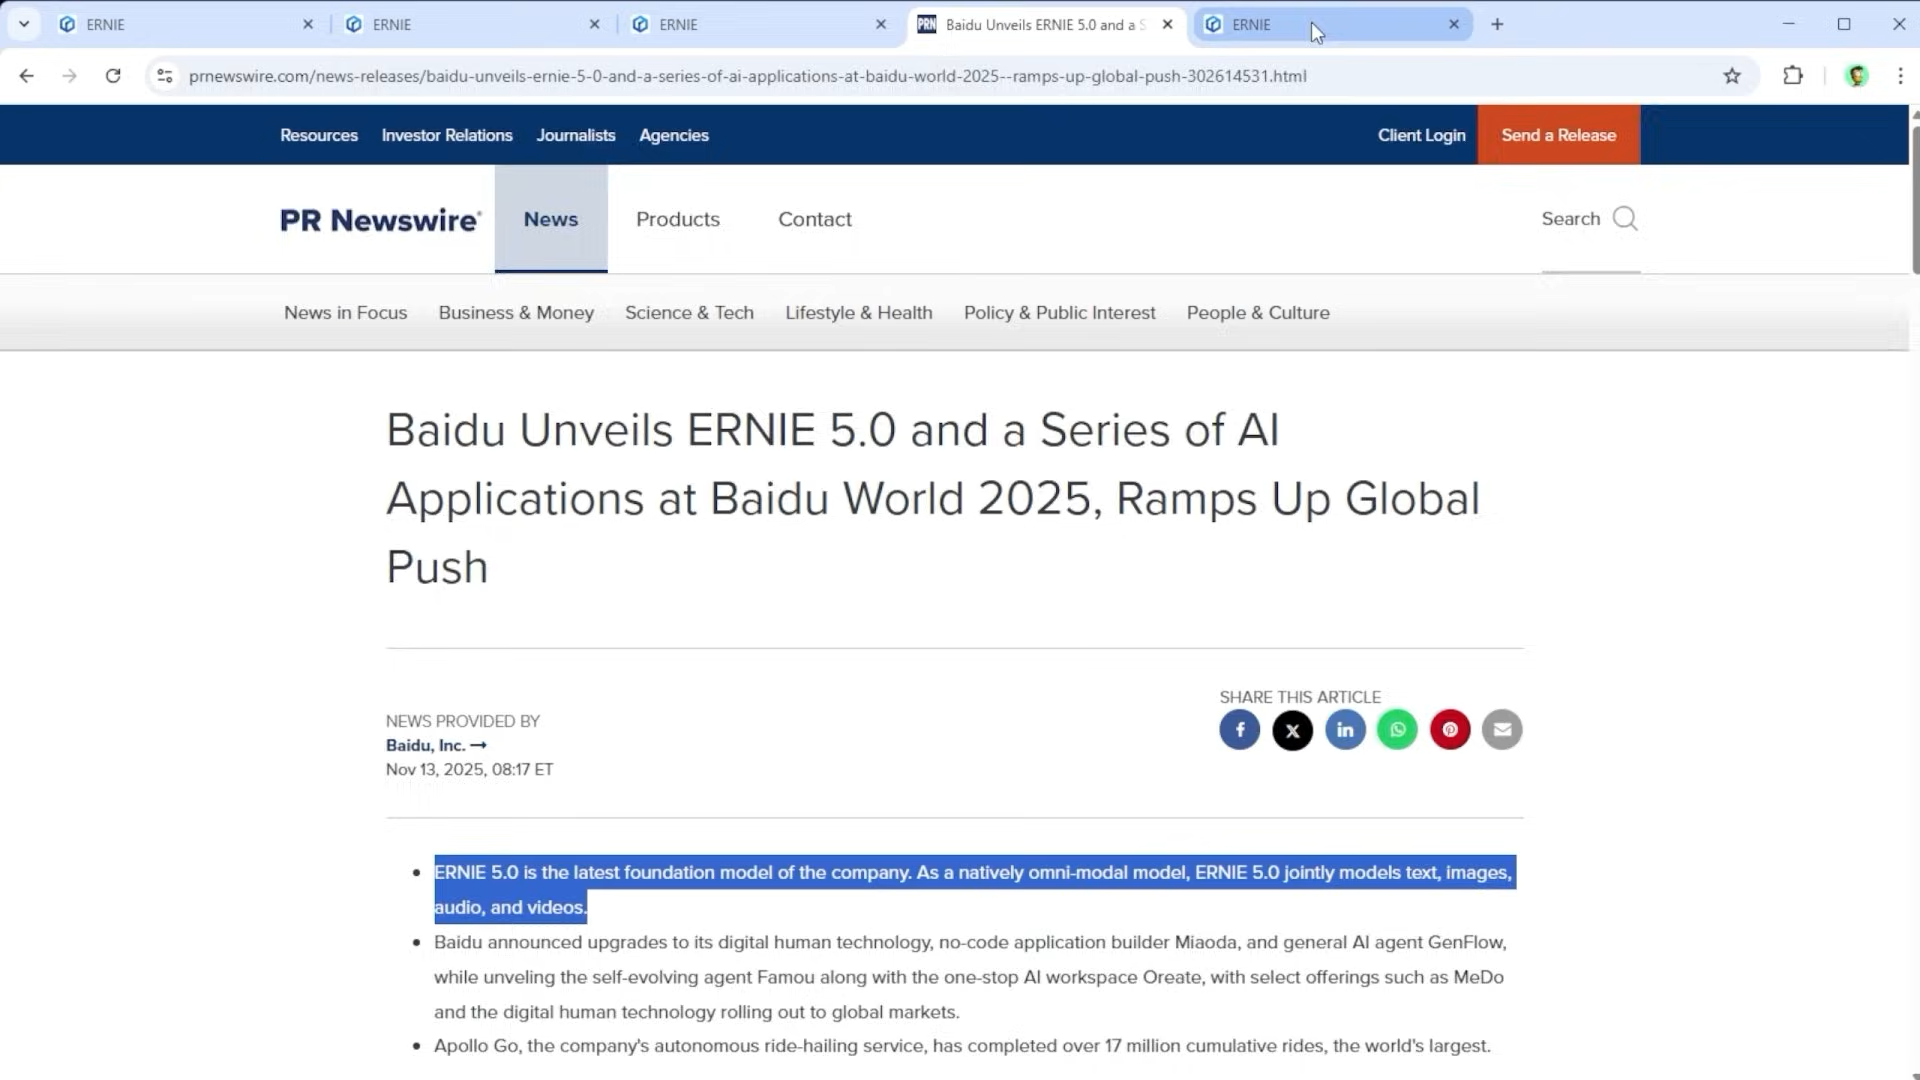 ERNIE
ERNIE
ERNIE
PRN Baidu Unveils ERNIE 5.0 and a S
ERNIE
prnewswire.com/news-releases/baidu-unveils-ernie-5-0-and-a-series-of-ai-applications-at-baidu-world-2025--ramps-up-global-push-302614531.html
Resources Investor Relations Journalists Agencies Client Login Send a Release
PR Newswire® News Products Contact Search
News in Focus Business & Money Science & Tech Lifestyle & Health Policy & Public Interest People & Culture
Baidu Unveils ERNIE 5.0 and a Series of AI
Applications at Baidu World 2025, Ramps Up Global
Push
SHARE THIS ARTICLE
NEWS PROVIDED BY
Baidu, Inc. →
Nov 13, 2025, 08:17 ET
• ERNIE 5.0 is the latest foundation model of the company. As a natively omni-modal model, ERNIE 5.0 jointly models text, images,
audio, and videos.
• Baidu announced upgrades to its digital human technology, no-code application builder Miaoda, and general AI agent GenFlow,
while unveling the self-evolving agent Famou along with the one-stop AI workspace Oreate, with select offerings such as MeDo
and the digital human technology rolling out to global markets.
• Apollo Go, the company's autonomous ride-hailing service, has completed over 17 million cumulative rides, the world's largest.